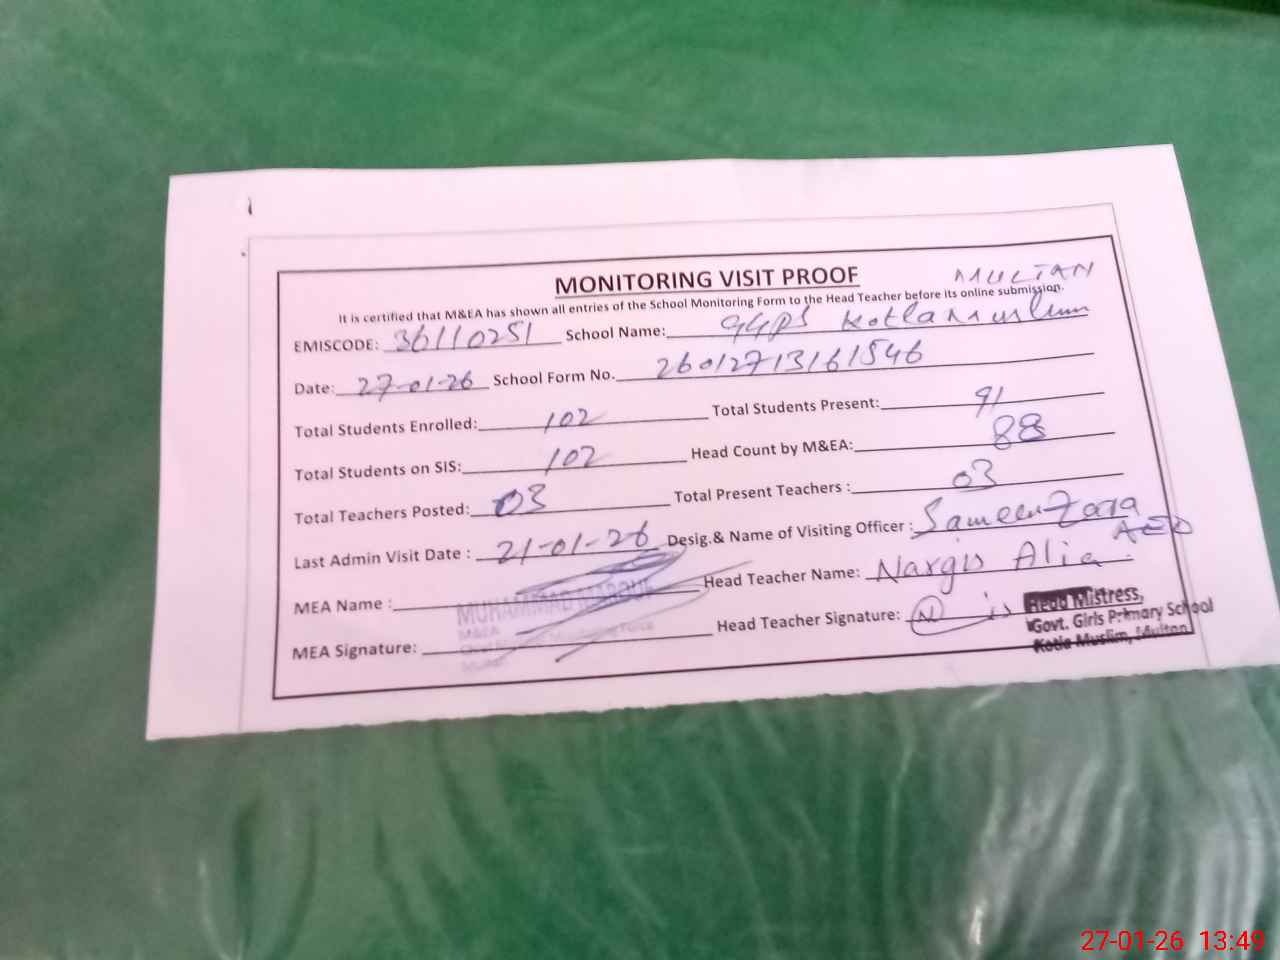 MONITORING VISIT PROOF
MULTAN
It is certified that M&EA has shown all entries of the School Monitoring Form to the Head Teacher before its online submission.
EMISCODE: 36110251 School Name: GGPS Kotla Muslim
Date: 27-01-26 School Form No. 26012713161546
Total Students Enrolled: 102 Total Students Present: 91
Total Students on SIS: 102 Head Count by M&EA: 88
Total Teachers Posted: 03 Total Present Teachers : 03
Last Admin Visit Date : 21-01-26 Desig.& Name of Visiting Officer : Sameen Zara
AEO
MEA Name : MUHAMMAD Head Teacher Name: Nargis Alia
MEA Signature: Head Teacher Signature:
Head Mistress,
Govt. Girls Primary School
Kotla Muslim, Multan
27-01-26 13:49